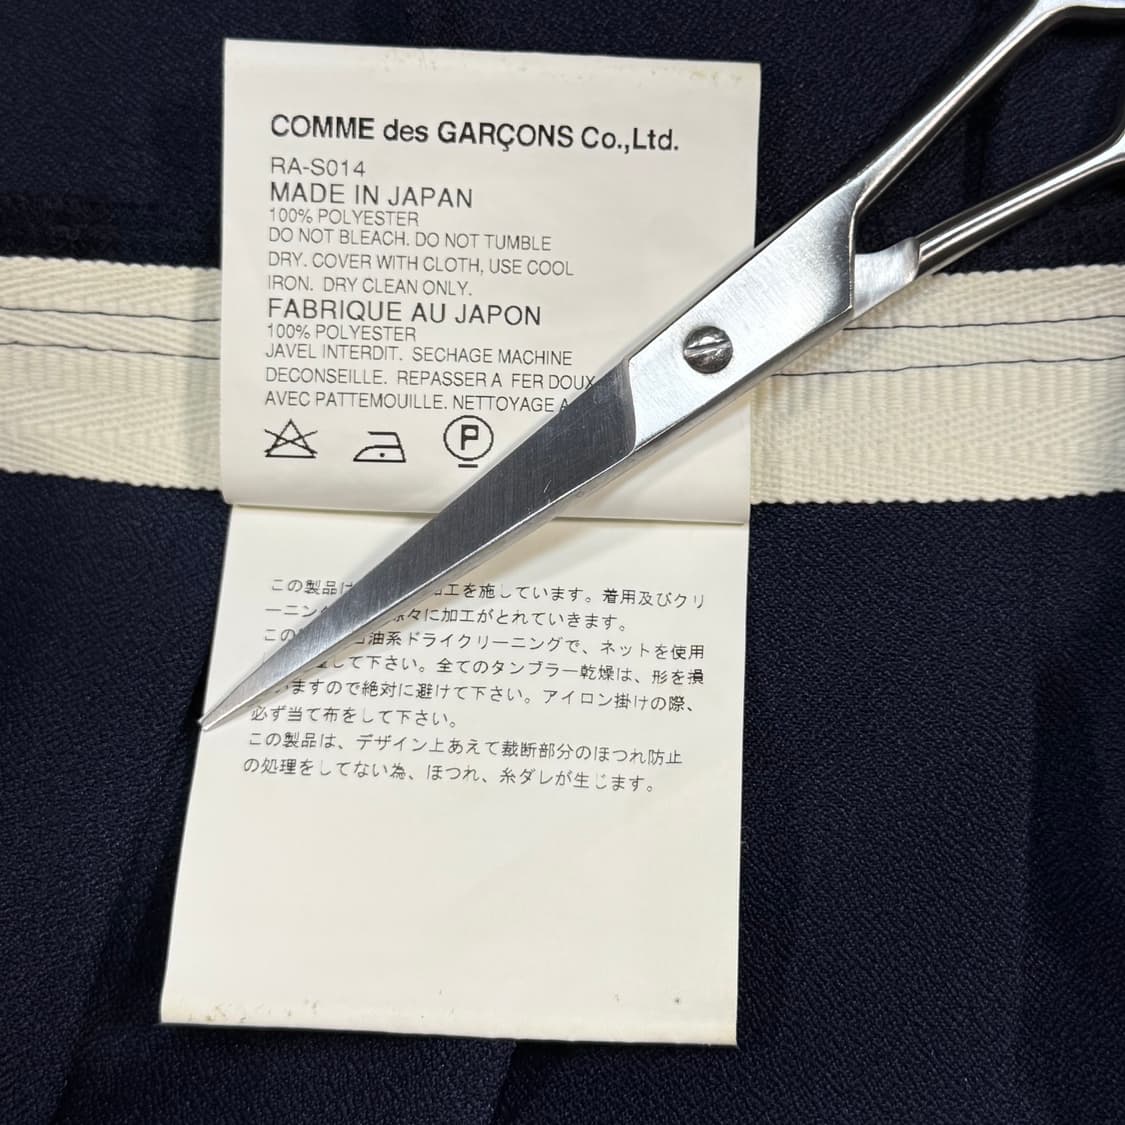 COMME des GARÇONS Co.,Ltd.
RA-S014
MADE IN JAPAN
100% POLYESTER
DO NOT BLEACH. DO NOT TUMBLE
DRY. COVER WITH CLOTH, USE COOL
IRON. DRY CLEAN ONLY.
FABRIQUE AU JAPON
100% POLYESTER
JAVEL INTERDIT. SECHAGE MACHINE
DECONSEILLE. REPASSER A FER DOUX
AVEC PATTEMOUILLE. NETTOYAGE
P
この製品は 工を施しています。着用及びクリ
ーニン 々に加工がとれていきます。
この 油系ドライクリーニングで、ネットを使用
して下さい。全てのタンブラー乾燥は、形を損
いますので絶対に避けて下さい。アイロン掛けの際、
必ず当て布をして下さい。
この製品は、デザイン上あえて裁断部分のほつれ防止
の処理をしてない為、ほつれ、糸ダレが生じます。